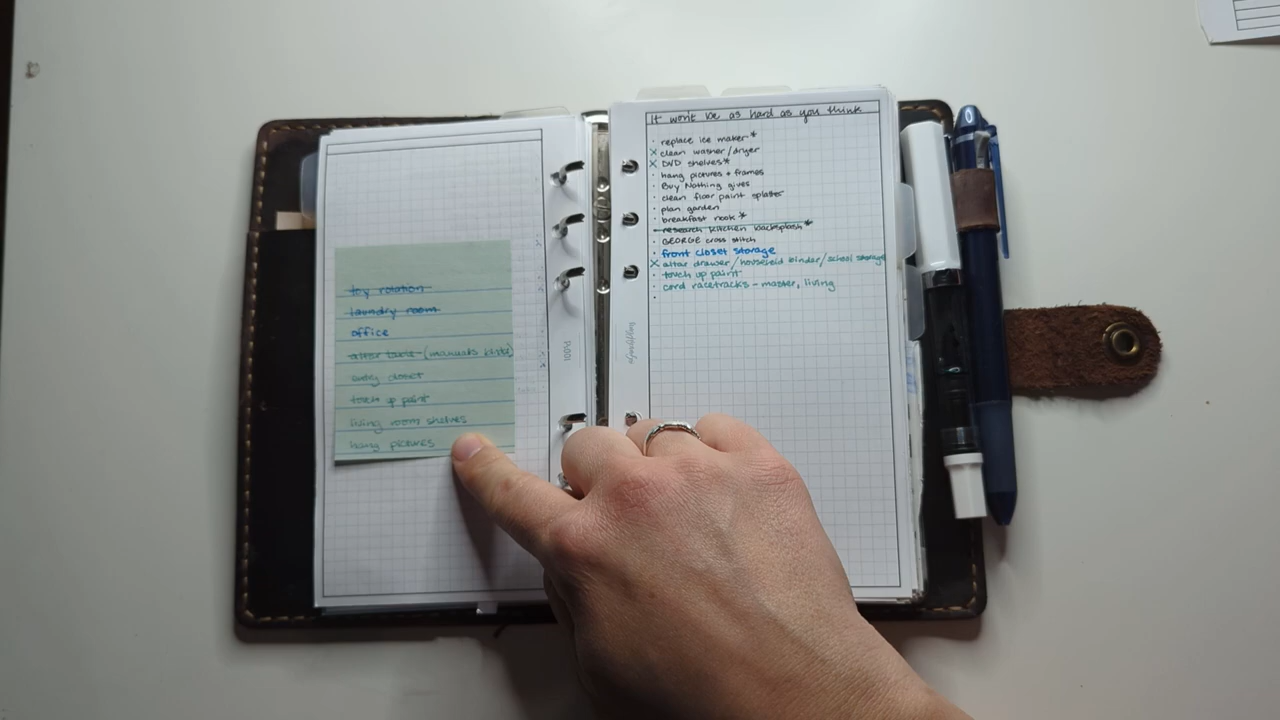 toy rotation
laundry room
office
altar table (manuals binder)
entry closet
touch up paint
living room shelves
hang pictures
It won't be as hard as you think
· replace ice maker*
x clean washer/dryer
x DVD shelves*
· hang pictures + frames
· Buy Nothing gives
· clean floor paint splatter
· plan garden
· breakfast nook *
· research kitchen backsplash*
· GEORGE cross stitch
· front closet storage
x altar drawer/household binder/school storage
· touch up paint
· cord racetracks - master, living
·